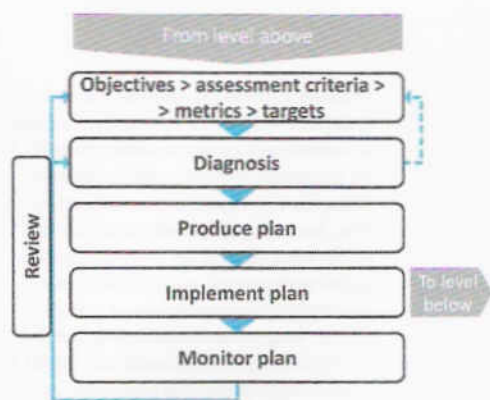 From level above
Objectives > assessment criteria >
> metrics > targets
Diagnosis
Produce plan
Implement plan
To level
below
Monitor plan
Review